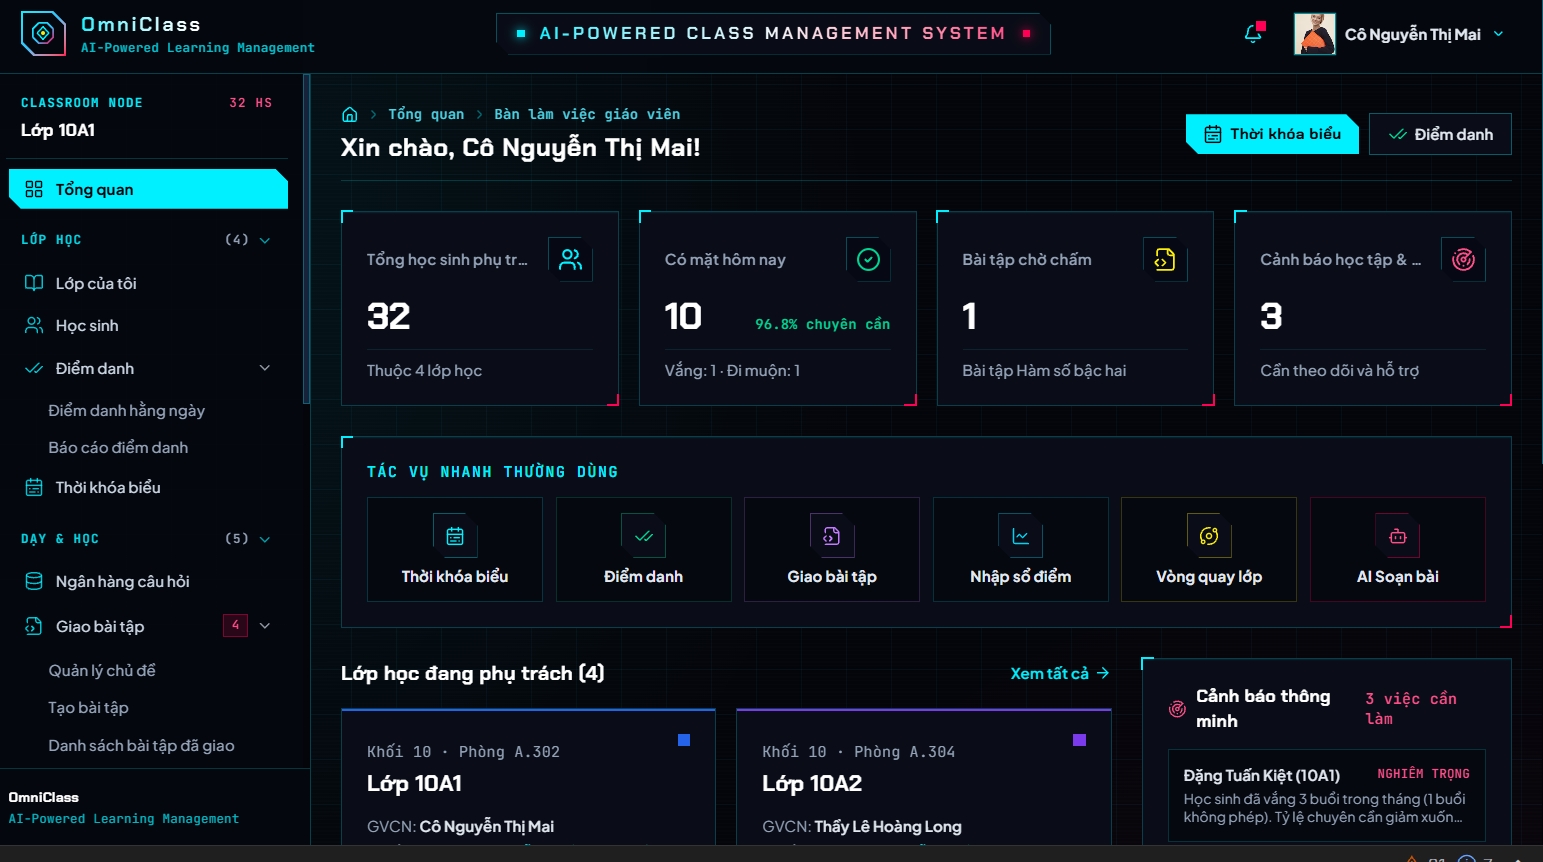 OmniClass
AI-Powered Learning Management
AI-POWERED CLASS MANAGEMENT SYSTEM
Cô Nguyễn Thị Mai
CLASSROOM NODE
32 HS
Lớp 10A1
Tổng quan
LỚP HỌC
(4)
Lớp của tôi
Học sinh
Điểm danh
Điểm danh hằng ngày
Báo cáo điểm danh
Thời khóa biểu
DẠY & HỌC
(5)
Ngân hàng câu hỏi
Giao bài tập
4
Quản lý chủ đề
Tạo bài tập
Danh sách bài tập đã giao
OmniClass
AI-Powered Learning Management
Tổng quan
Bàn làm việc giáo viên
Xin chào, Cô Nguyễn Thị Mai!
Thời khóa biểu
Điểm danh
Tổng học sinh phụ tr...
32
Thuộc 4 lớp học
Có mặt hôm nay
10
96.8% chuyên cần
Vắng: 1 · Đi muộn: 1
Bài tập chờ chấm
1
Bài tập Hàm số bậc hai
Cảnh báo học tập & ...
3
Cần theo dõi và hỗ trợ
TÁC VỤ NHANH THƯỜNG DÙNG
Thời khóa biểu
Điểm danh
Giao bài tập
Nhập sổ điểm
Vòng quay lớp
AI Soạn bài
Lớp học đang phụ trách (4)
Xem tất cả
Khối 10 · Phòng A.302
Lớp 10A1
GVCN: Cô Nguyễn Thị Mai
Khối 10 · Phòng A.304
Lớp 10A2
GVCN: Thầy Lê Hoàng Long
Cảnh báo thông
minh
3 việc cần
làm
Đặng Tuấn Kiệt (10A1)
NGHIÊM TRỌNG
Học sinh đã vắng 3 buổi trong tháng (1 buổi
không phép). Tỷ lệ chuyên cần giảm xuốn...